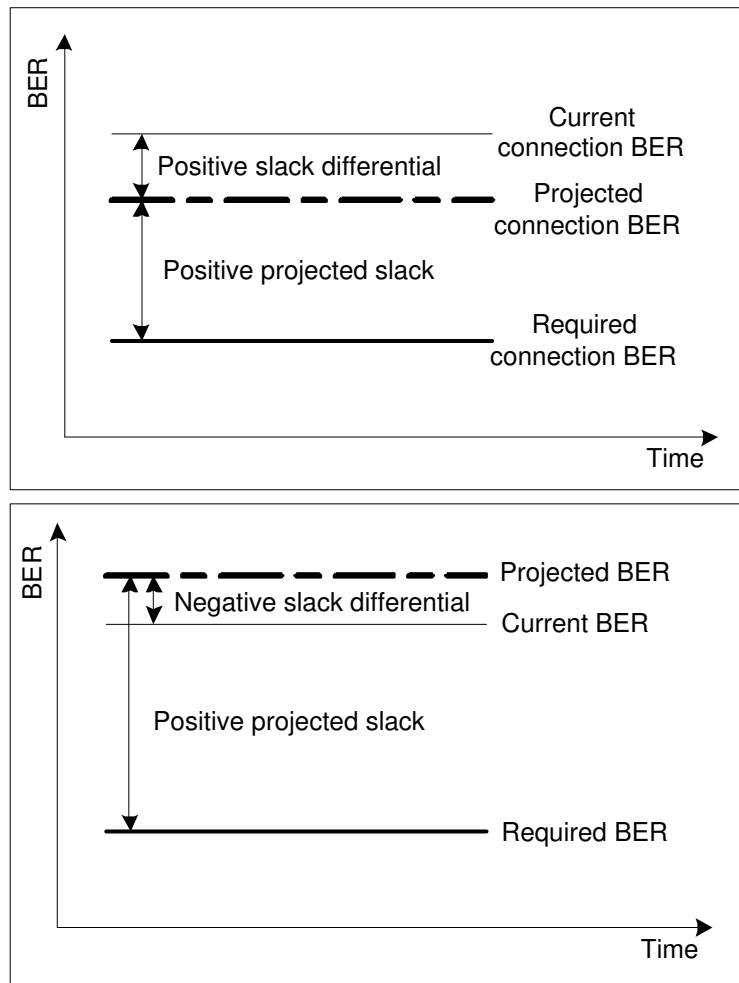 BER
Current
connection BER
Positive slack differential
Projected
connection BER
Positive projected slack
Required
connection BER
Time
BER
Projected BER
Negative slack differential
Current BER
Positive projected slack
Required BER
Time